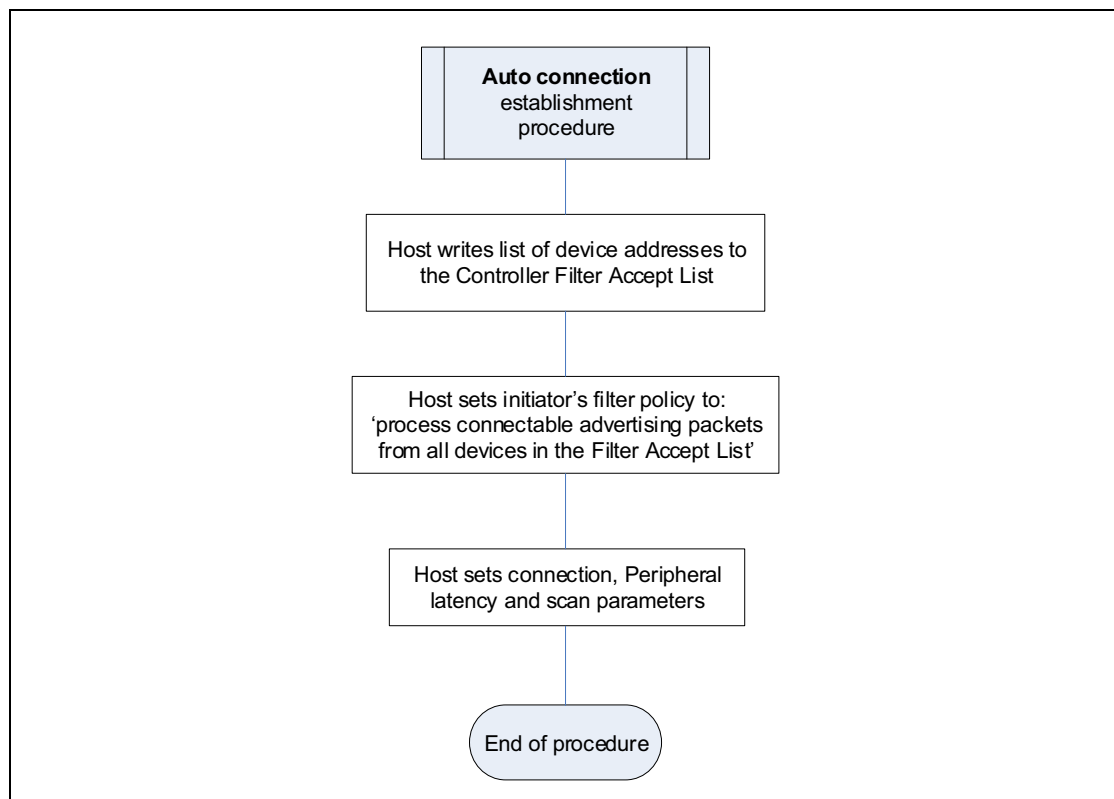 Auto connection
establishment
procedure
Host writes list of device addresses to
the Controller Filter Accept List
Host sets initiator’s filter policy to:
‘process connectable advertising packets
from all devices in the Filter Accept List’
Host sets connection, Peripheral
latency and scan parameters
End of procedure